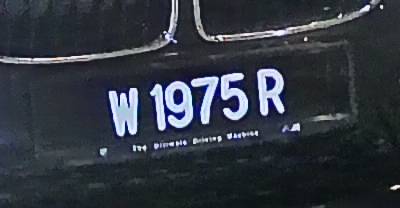 W 1975 R
The Ultimate Driving Machine